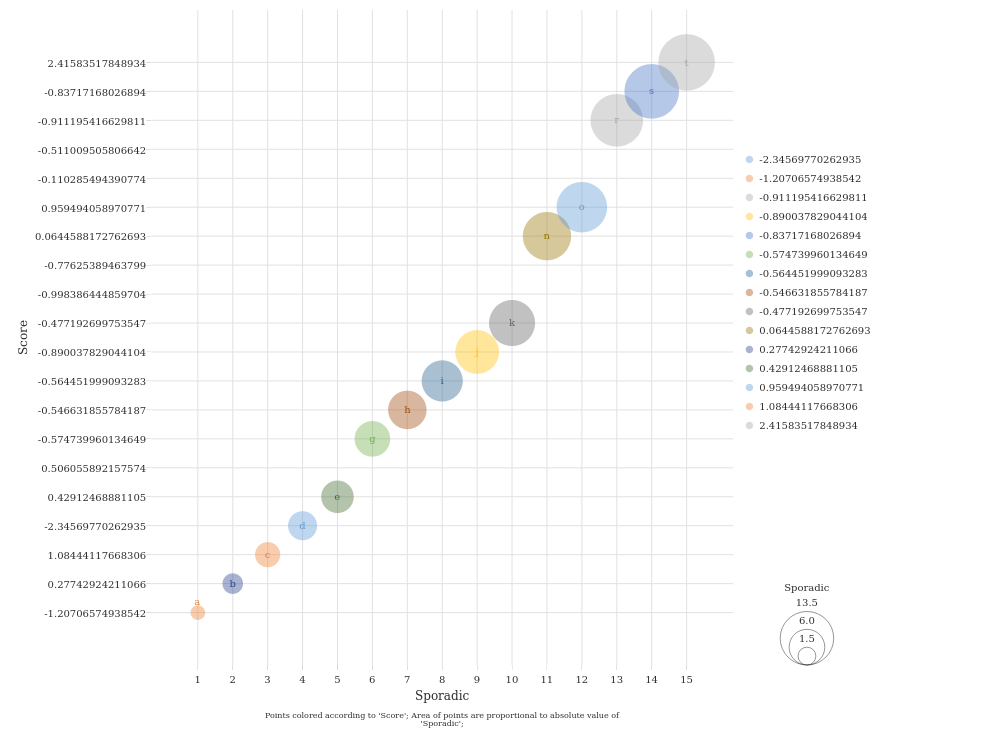 2.41583517848934
-0.83717168026894
-0.911195416629811
-0.511009505806642
-0.110285494390774
0.959494058970771
0.0644588172762693
-0.77625389463799
-0.998386444859704
-0.477192699753547
-0.890037829044104
-0.564451999093283
-0.546631855784187
-0.574739960134649
0.506055892157574
0.42912468881105
-2.34569770262935
1.08444117668306
0.27742924211066
-1.20706574938542
Score
t
s
r
o
n
k
j
i
h
g
e
d
c
b
a
1 2 3 4 5 6 7 8 9 10 11 12 13 14 15
Sporadic
Points colored according to 'Score'; Area of points are proportional to absolute value of
'Sporadic';
-2.34569770262935
-1.20706574938542
-0.911195416629811
-0.890037829044104
-0.83717168026894
-0.574739960134649
-0.564451999093283
-0.546631855784187
-0.477192699753547
0.0644588172762693
0.27742924211066
0.42912468881105
0.959494058970771
1.08444117668306
2.41583517848934
Sporadic
13.5
6.0
1.5